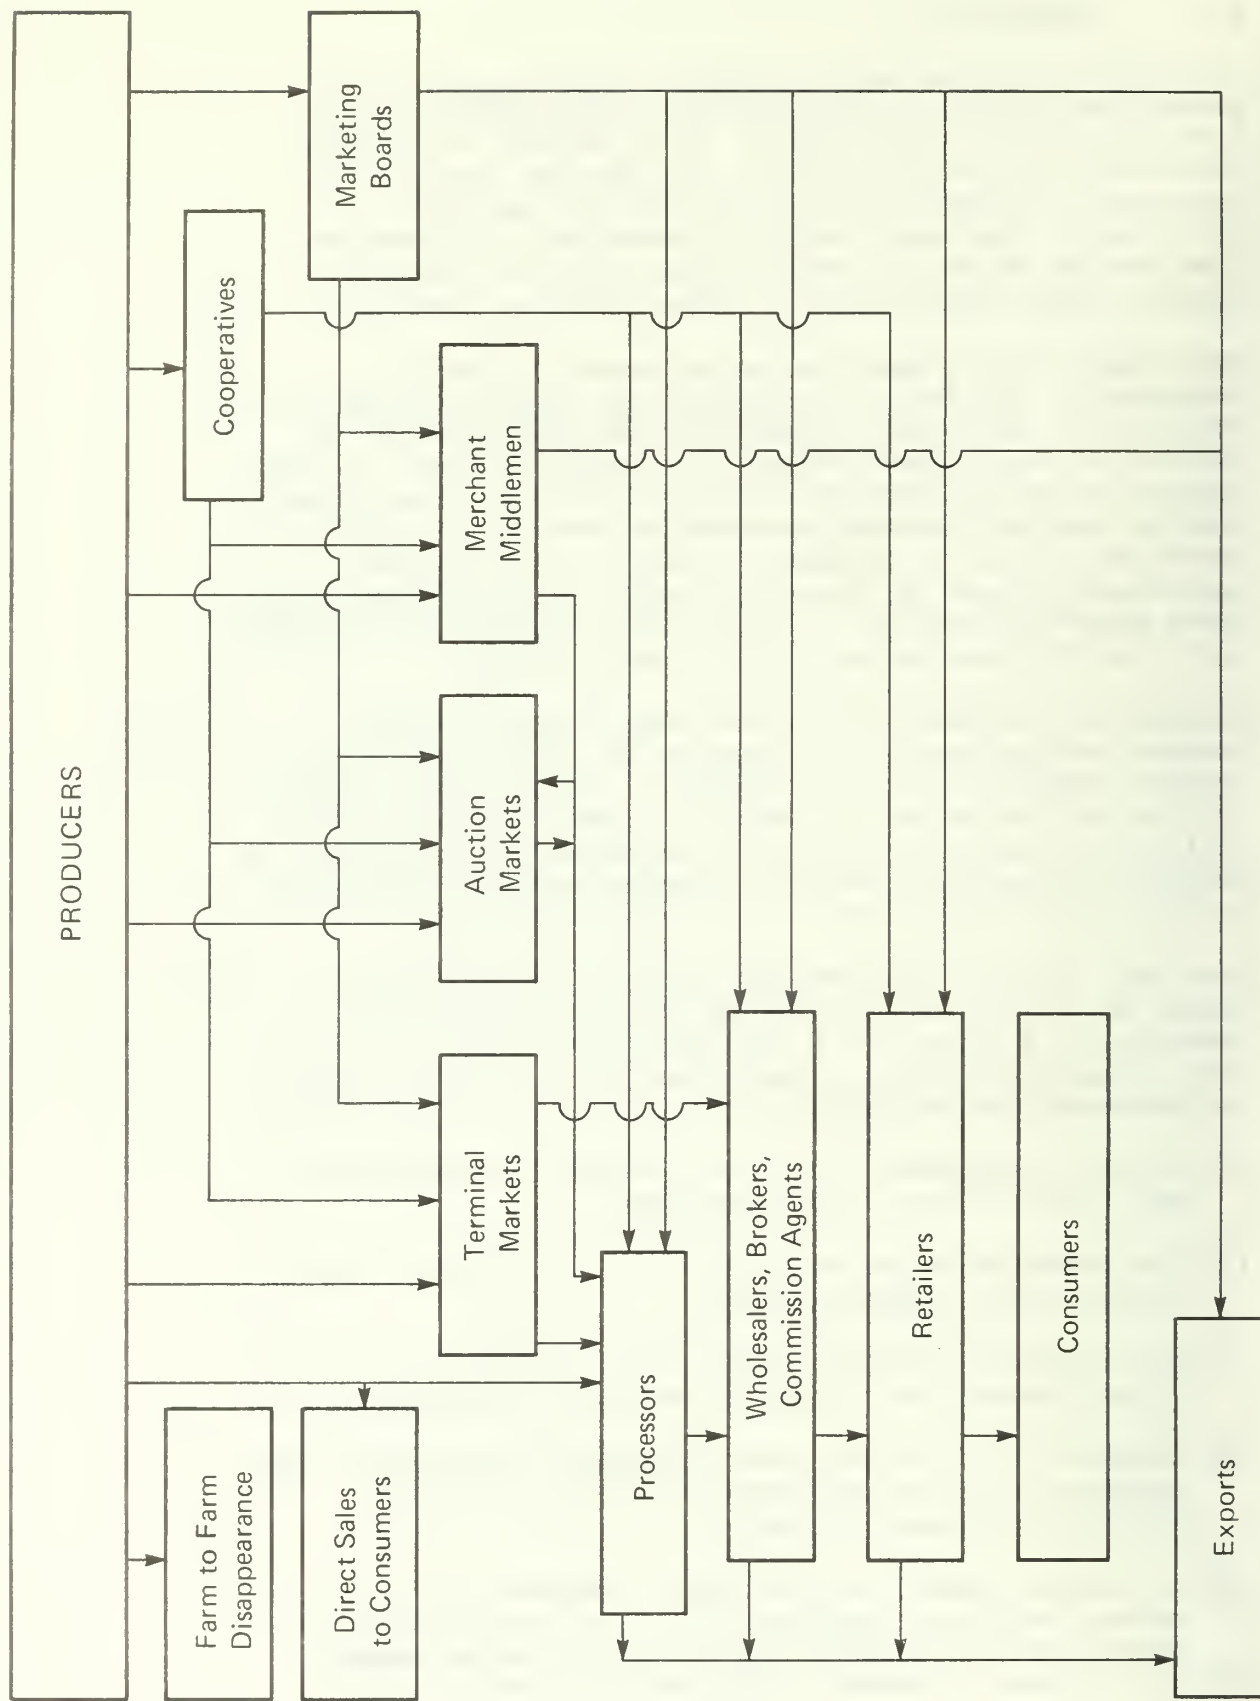 PRODUCERS
Farm to Farm
Disappearance
Direct Sales
to Consumers
Cooperatives
Marketing
Boards
Terminal
Markets
Auction
Markets
Merchant
Middlemen
Processors
Wholesalers, Brokers,
Commission Agents
Retailers
Consumers
Exports